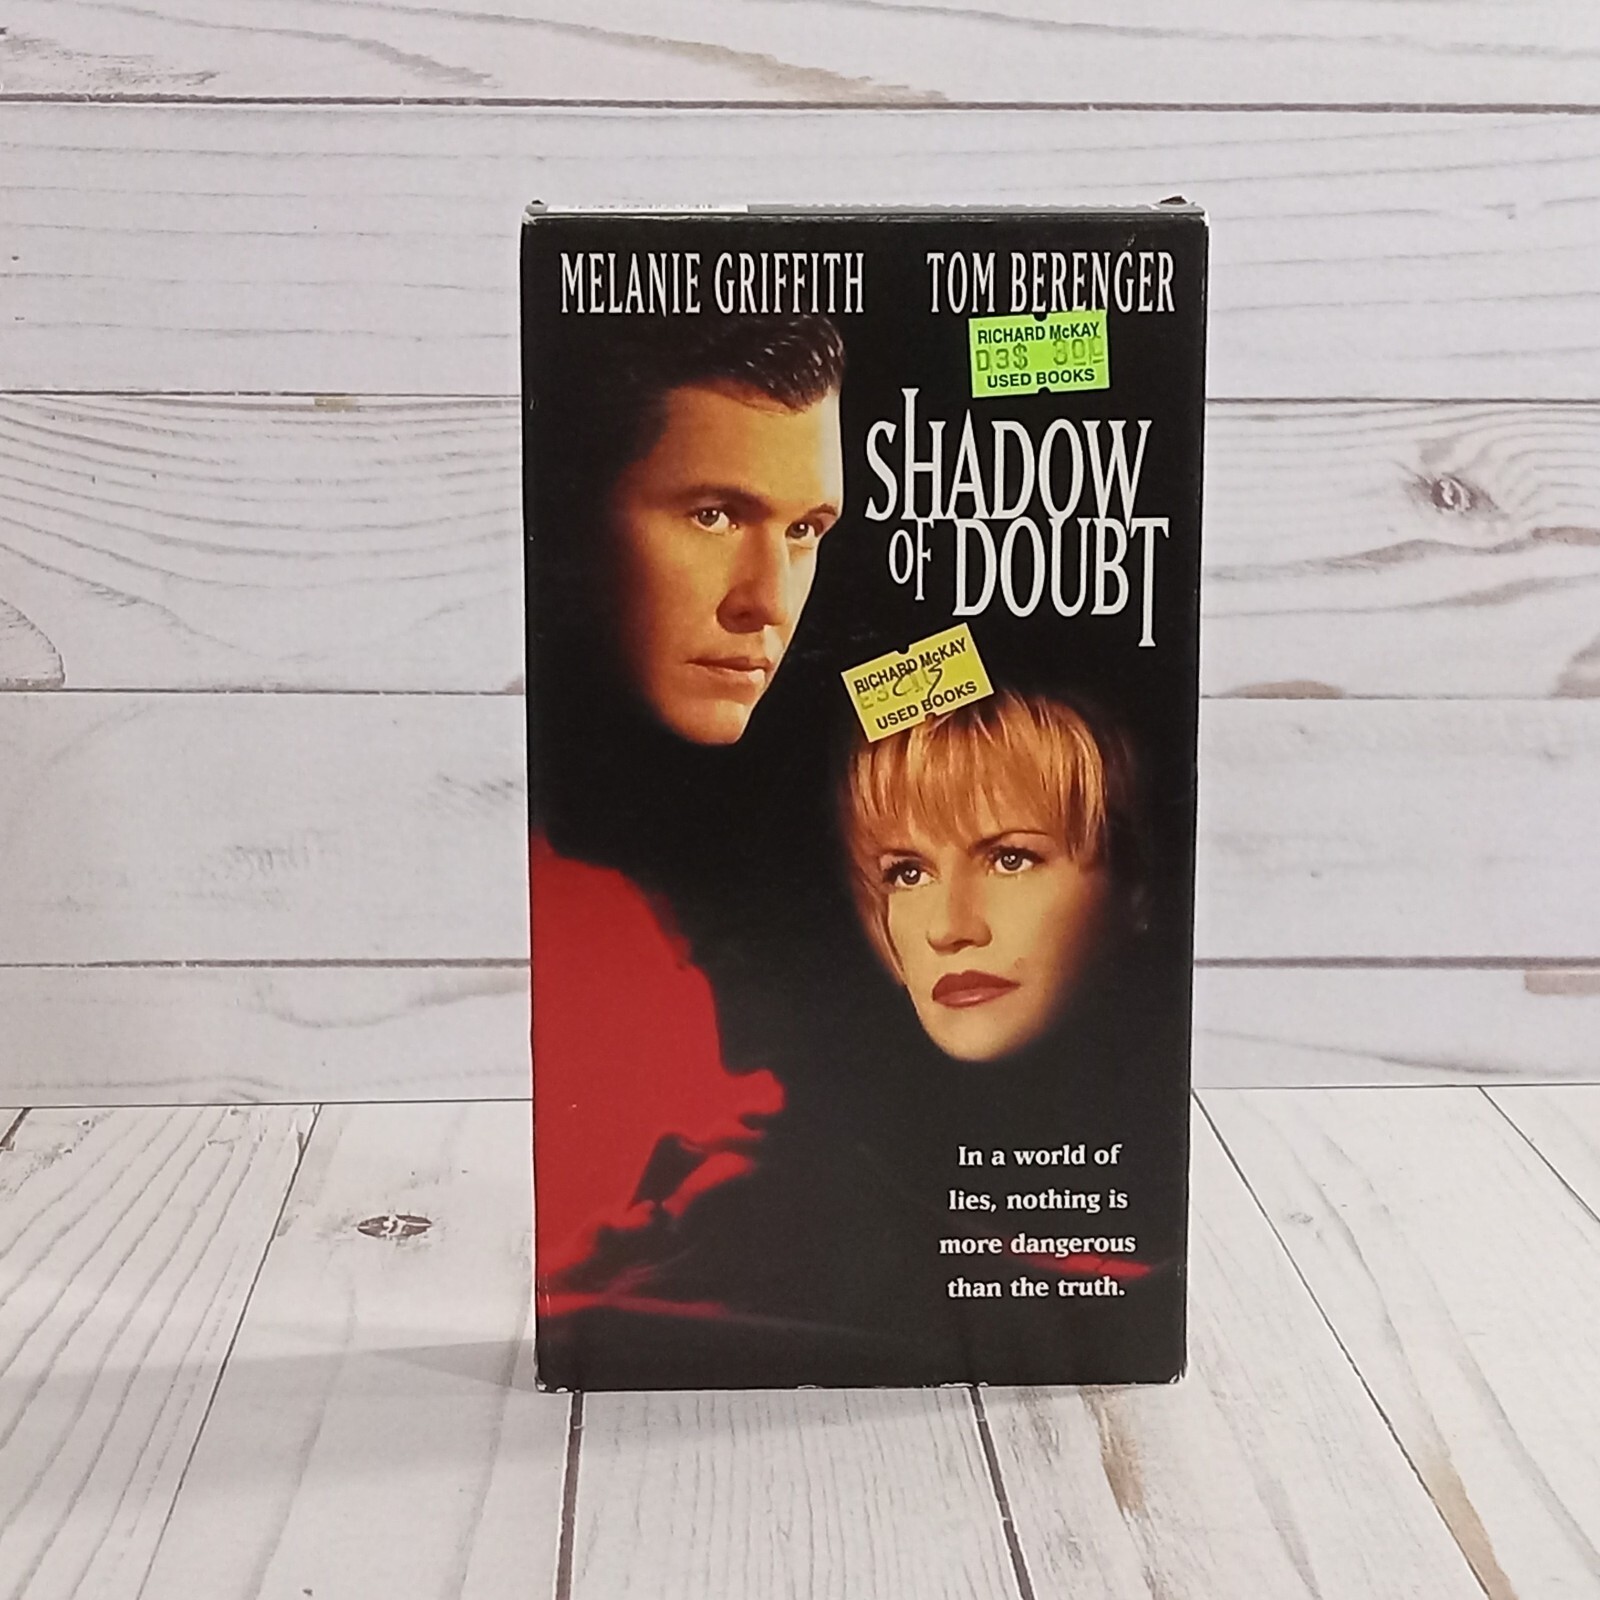 MELANIE GRIFFITH TOM BERENGER
RICHARD McKAY
D3$
USED BOOKS
SHADOW
OF DOUBT
RICHARD McKAY
USED BOOKS
In a world of
lies, nothing is
more dangerous
than the truth.